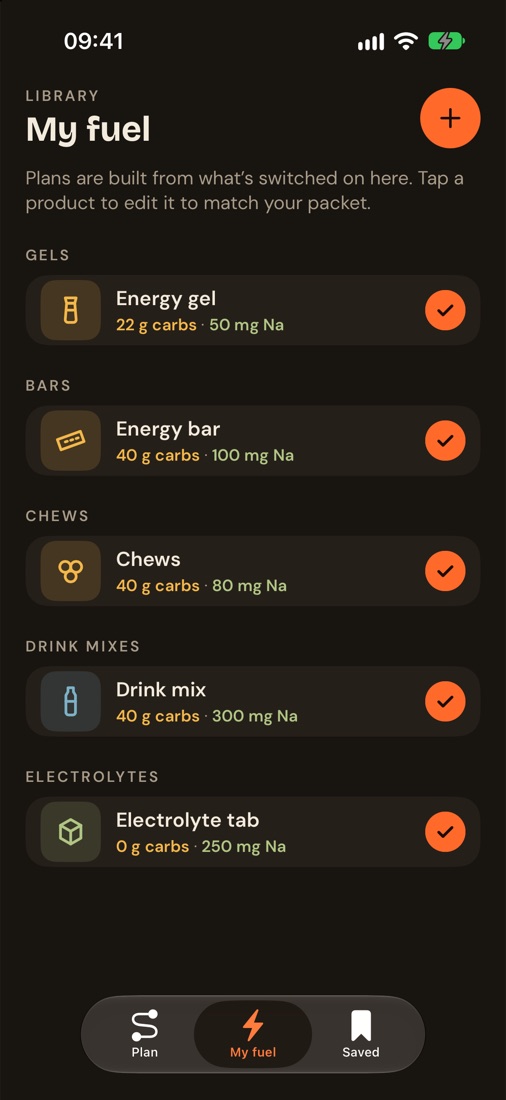 09:41
LIBRARY
My fuel
Plans are built from what’s switched on here. Tap a
product to edit it to match your packet.
GELS
Energy gel
22 g carbs · 50 mg Na
BARS
Energy bar
40 g carbs · 100 mg Na
CHEWS
Chews
40 g carbs · 80 mg Na
DRINK MIXES
Drink mix
40 g carbs · 300 mg Na
ELECTROLYTES
Electrolyte tab
0 g carbs · 250 mg Na
Plan
My fuel
Saved